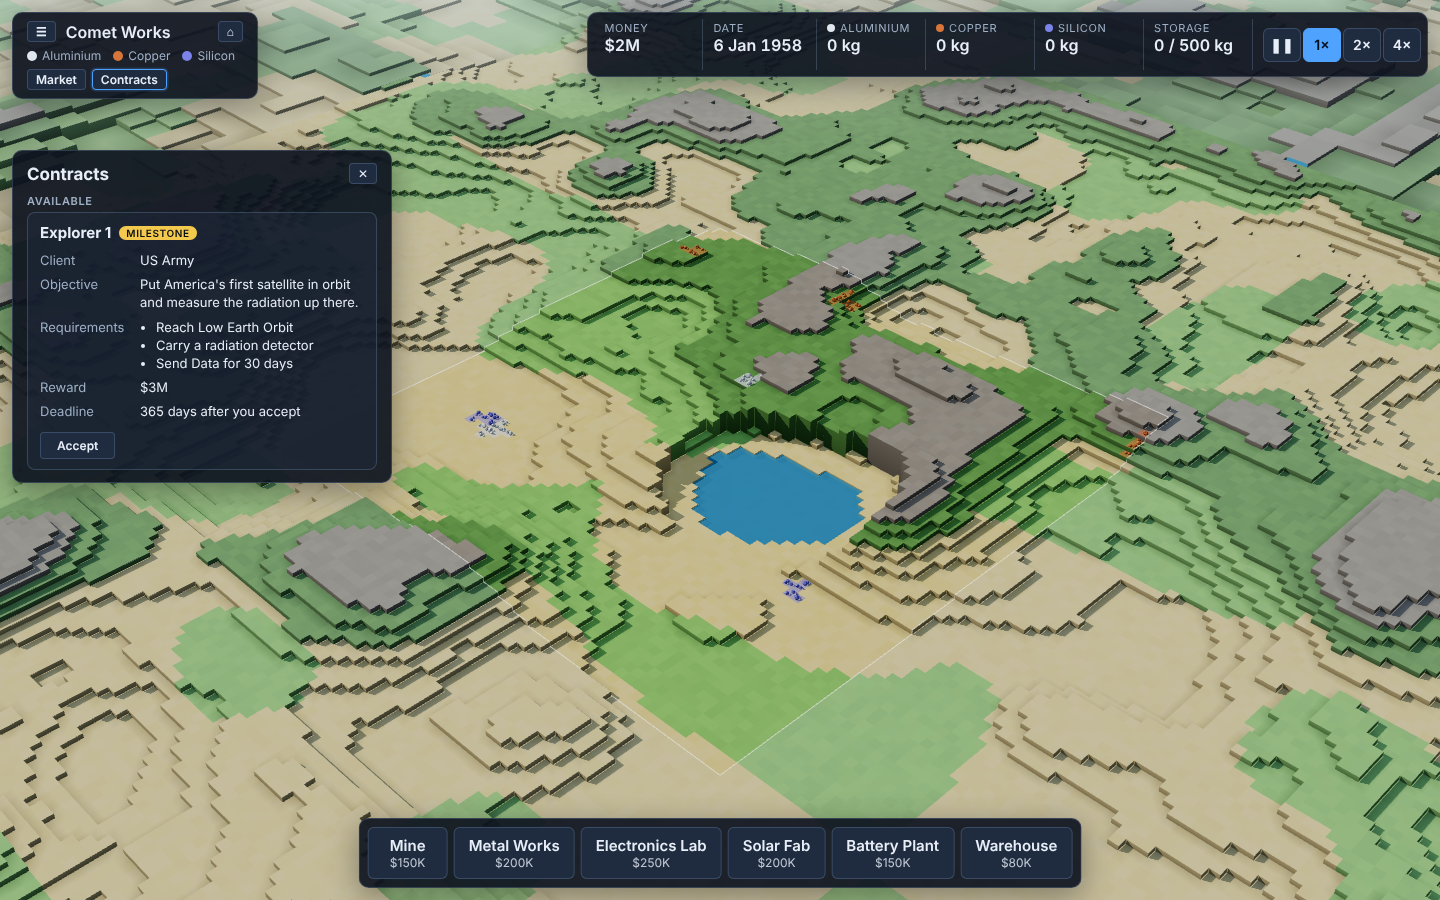 ☰ Comet Works ⌂
Aluminium Copper Silicon
Market Contracts
MONEY
$2M
DATE
6 Jan 1958
ALUMINIUM
0 kg
COPPER
0 kg
SILICON
0 kg
STORAGE
0 / 500 kg
❚❚ 1× 2× 4×
Contracts ✕
AVAILABLE
Explorer 1 MILESTONE
Client US Army
Objective Put America's first satellite in orbit
and measure the radiation up there.
Requirements • Reach Low Earth Orbit
• Carry a radiation detector
• Send Data for 30 days
Reward $3M
Deadline 365 days after you accept
Accept
Mine
$150K
Metal Works
$200K
Electronics Lab
$250K
Solar Fab
$200K
Battery Plant
$150K
Warehouse
$80K